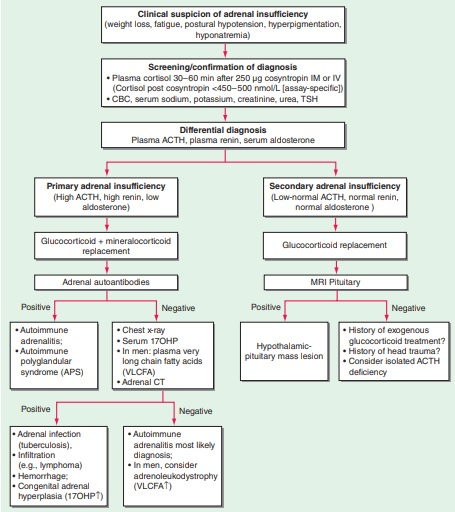 Clinical suspicion of adrenal insufficiency
(weight loss, fatigue, postural hypotension, hyperpigmentation,
hyponatremia)
Screening/confirmation of diagnosis
• Plasma cortisol 30–60 min after 250 μg cosyntropin IM or IV
(Cortisol post cosyntropin <450–500 nmol/L [assay-specific])
• CBC, serum sodium, potassium, creatinine, urea, TSH
Differential diagnosis
Plasma ACTH, plasma renin, serum aldosterone
Primary adrenal insufficiency
(High ACTH, high renin, low
aldosterone)
Secondary adrenal insufficiency
(Low-normal ACTH, normal renin,
normal aldosterone )
Glucocorticoid + mineralocorticoid
replacement
Glucocorticoid replacement
Adrenal autoantibodies
MRI Pituitary
Positive
Negative
Positive
Negative
• Autoimmune
adrenalitis;
• Autoimmune
polyglandular
syndrome (APS)
• Chest x-ray
• Serum 17OHP
• In men: plasma very
long chain fatty acids
(VLCFA)
• Adrenal CT
Hypothalamic-
pituitary mass lesion
• History of exogenous
glucocorticoid treatment?
• History of head trauma?
• Consider isolated ACTH
deficiency
Positive
Negative
• Adrenal infection
(tuberculosis),
• Infiltration
(e.g., lymphoma)
• Hemorrhage;
• Congenital adrenal
hyperplasia (17OHP↑)
• Autoimmune
adrenalitis most likely
diagnosis;
• In men, consider
adrenoleukodystrophy
(VLCFA↑)